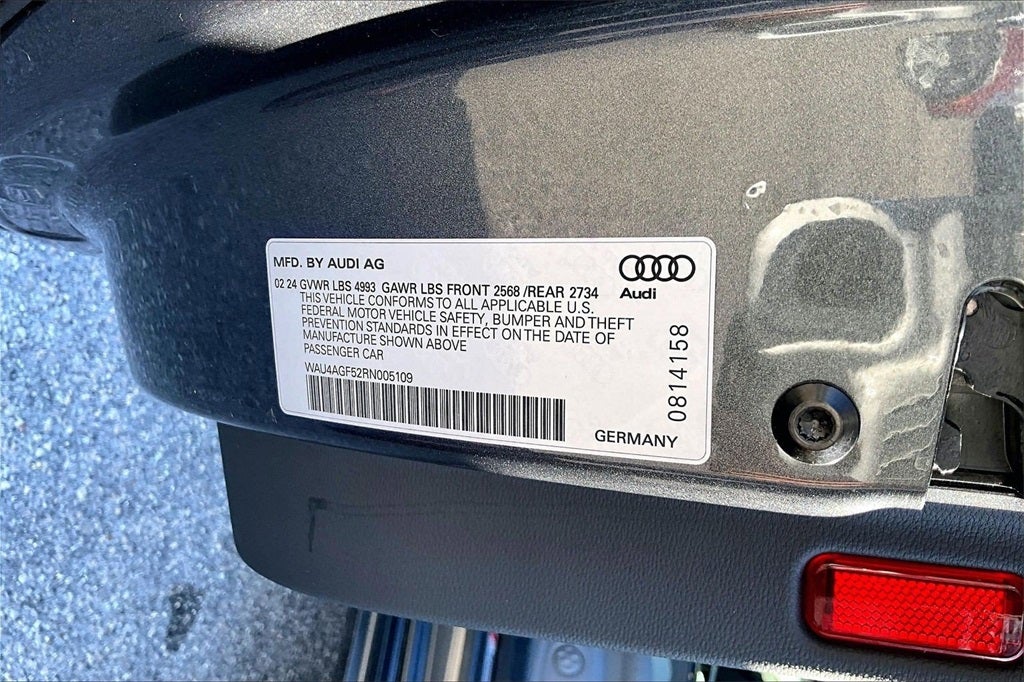 MFD. BY AUDI AG
Audi
02 24 GVWR LBS 4993 GAWR LBS FRONT 2568 /REAR 2734
THIS VEHICLE CONFORMS TO ALL APPLICABLE U.S.
FEDERAL MOTOR VEHICLE SAFETY, BUMPER AND THEFT
PREVENTION STANDARDS IN EFFECT ON THE DATE OF
MANUFACTURE SHOWN ABOVE
PASSENGER CAR
WAU4AGF52RN005109
GERMANY
0814158